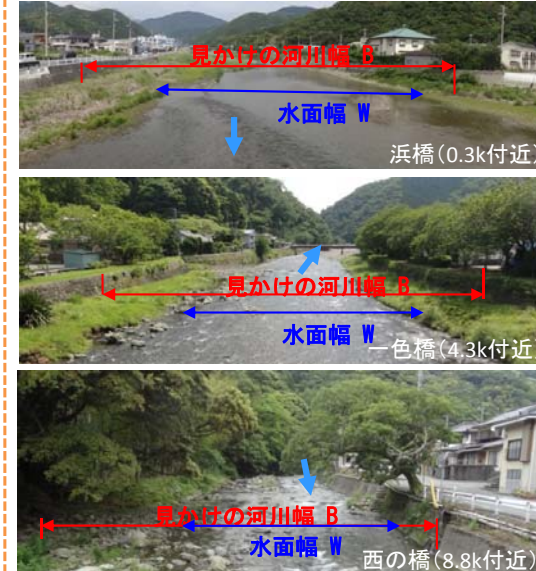 見かけの河川幅 B
水面幅 W
浜橋(0.3k付近)
見かけの河川幅 B
水面幅 W
一色橋(4.3k付近)
見かけの河川幅 B
水面幅 W
西の橋(8.8k付近)